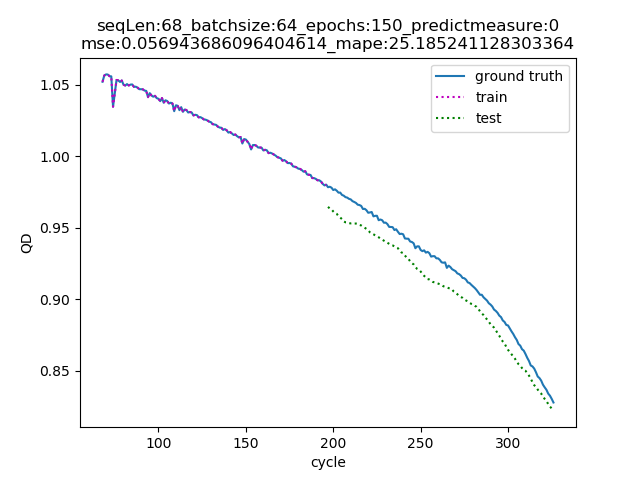 seqLen:68_batchsize:64_epochs:150_predictmeasure:0
mse:0.056943686096404614_mape:25.185241128303364
ground truth
train
test
1.05
1.00
0.95
0.90
0.85
QD
100 150 200 250 300
cycle